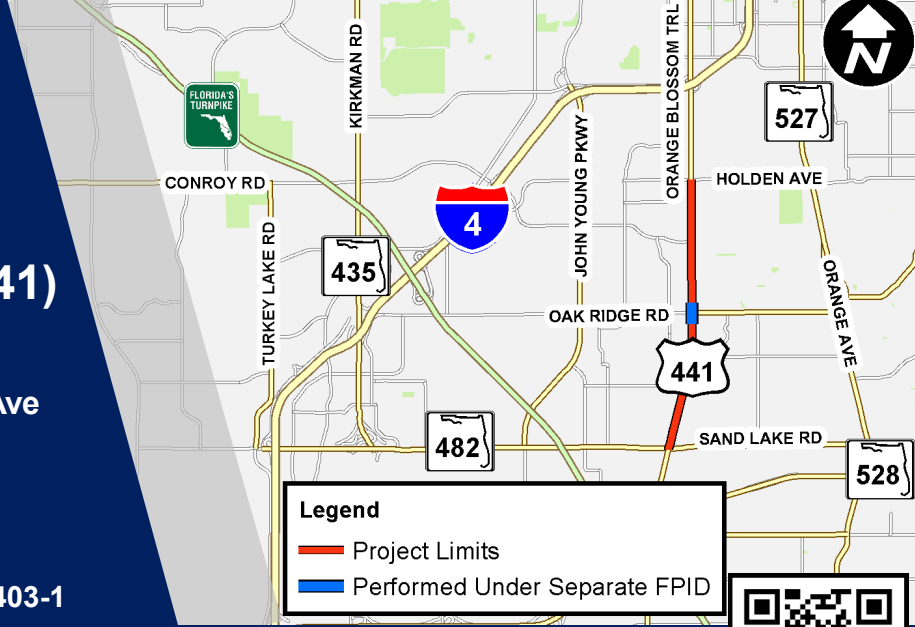 KIRKMAN RD
ORANGE BLOSSOM TRL
N
FLORIDA'S
TURNPIKE
527
CONROY RD
HOLDEN AVE
4
JOHN YOUNG PKWY
TURKEY LAKE RD
435
41)
OAK RIDGE RD
ORANGE AVE
441
Ave
482
SAND LAKE RD
528
Legend
Project Limits
Performed Under Separate FPID
403-1